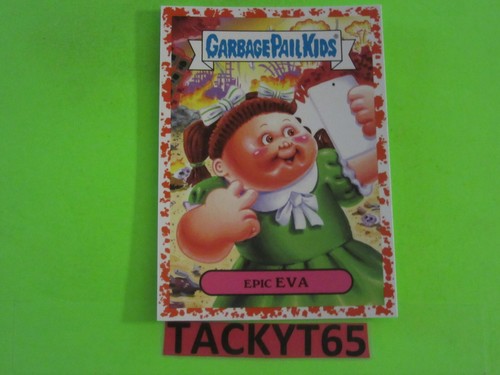 GARBAGE PAIL KIDS
EPIC EVA
TACKYT65